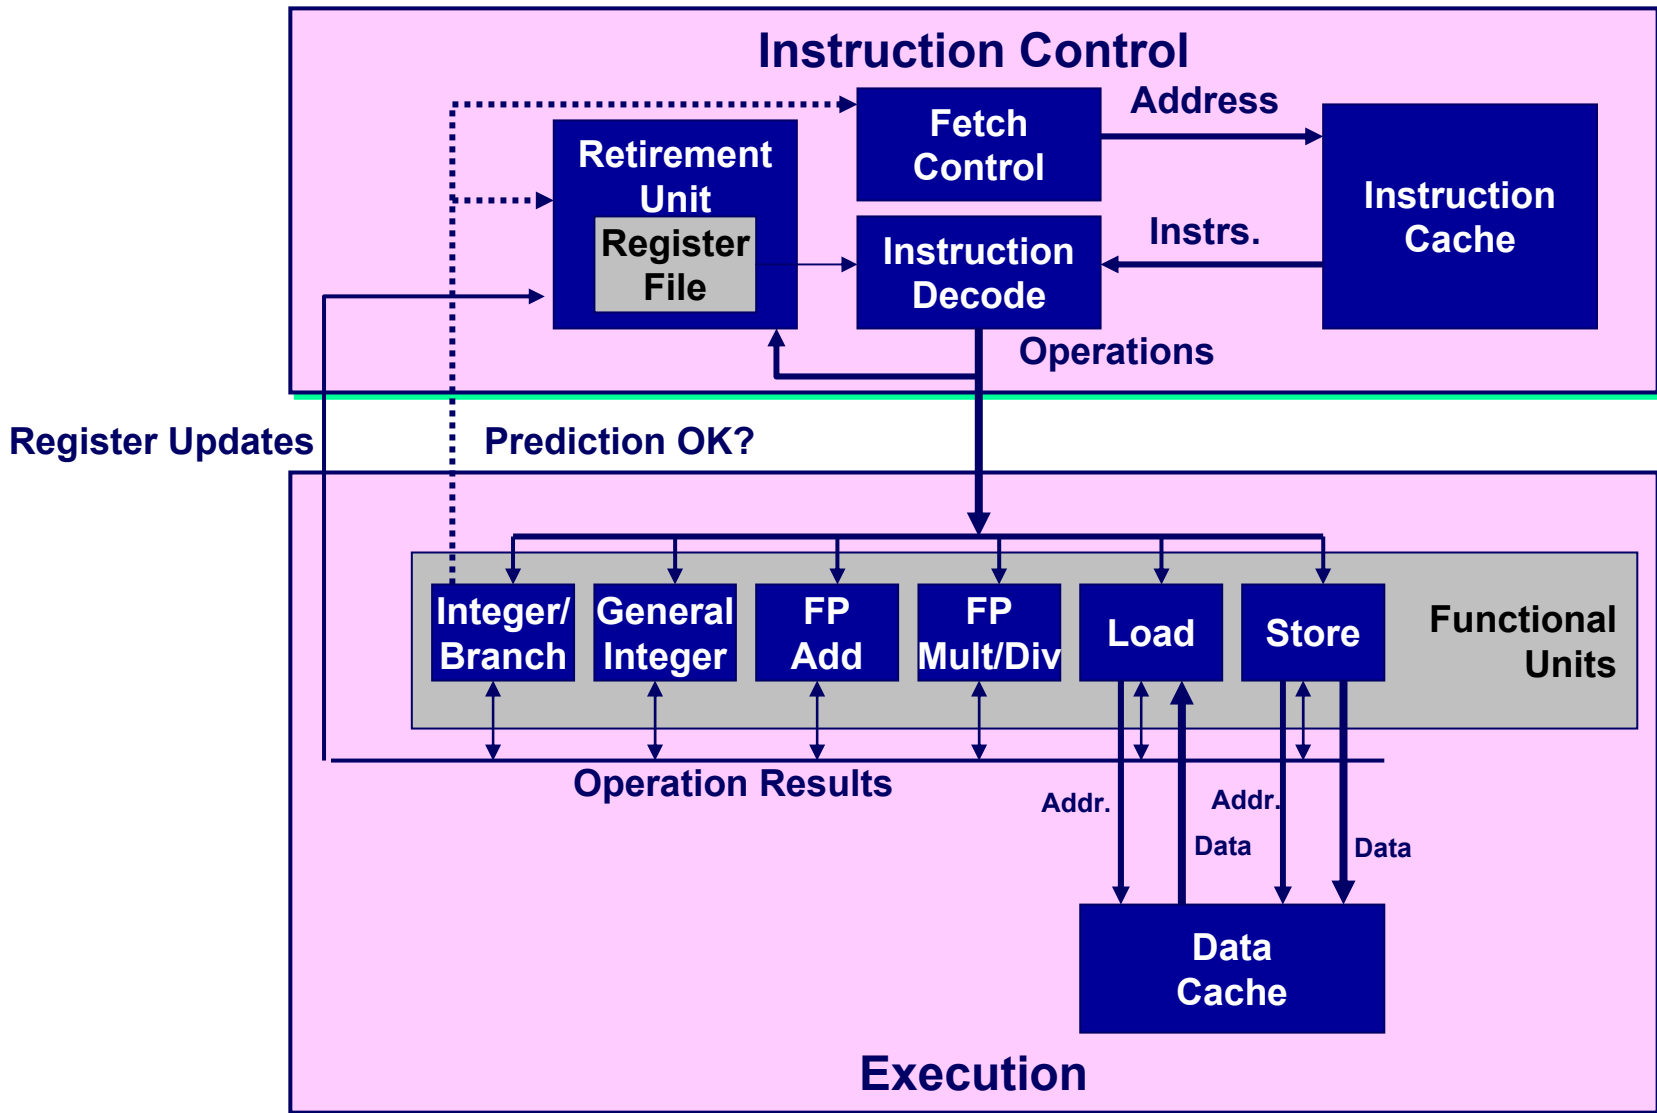 Instruction Control
Address
Fetch
Control
Retirement
Unit
Register
File
Instruction
Decode
Instrs.
Instruction
Cache
Operations
Register Updates
Prediction OK?
Integer/
Branch
General
Integer
FP
Add
FP
Mult/Div
Load
Store
Functional
Units
Operation Results
Addr.
Data
Addr.
Data
Data
Cache
Execution